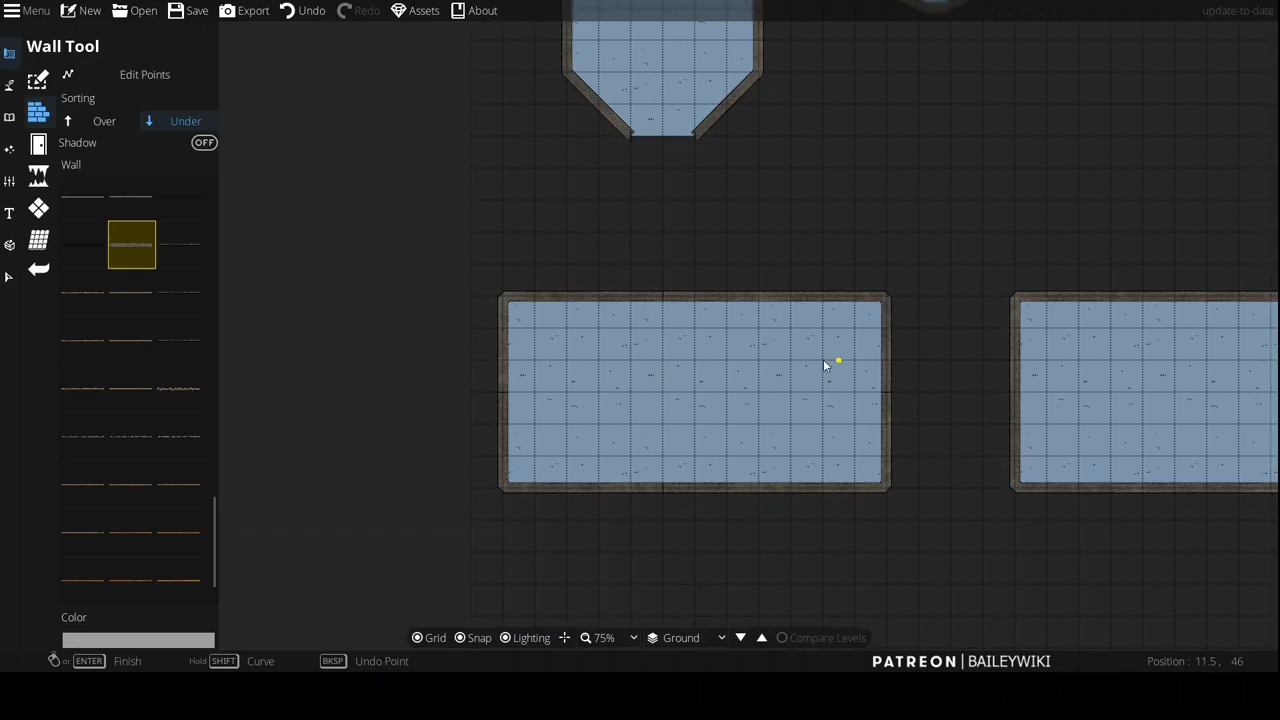 Menu New Open Save Export Undo Redo Assets About update-to-date
Wall Tool
Edit Points
Sorting
Over Under
Shadow OFF
Wall
Color
Grid Snap Lighting 75% Ground Compare Levels
or ENTER Finish Hold SHIFT Curve BKSP Undo Point PATREON | BAILEYWIKI Position : 11.5, 46